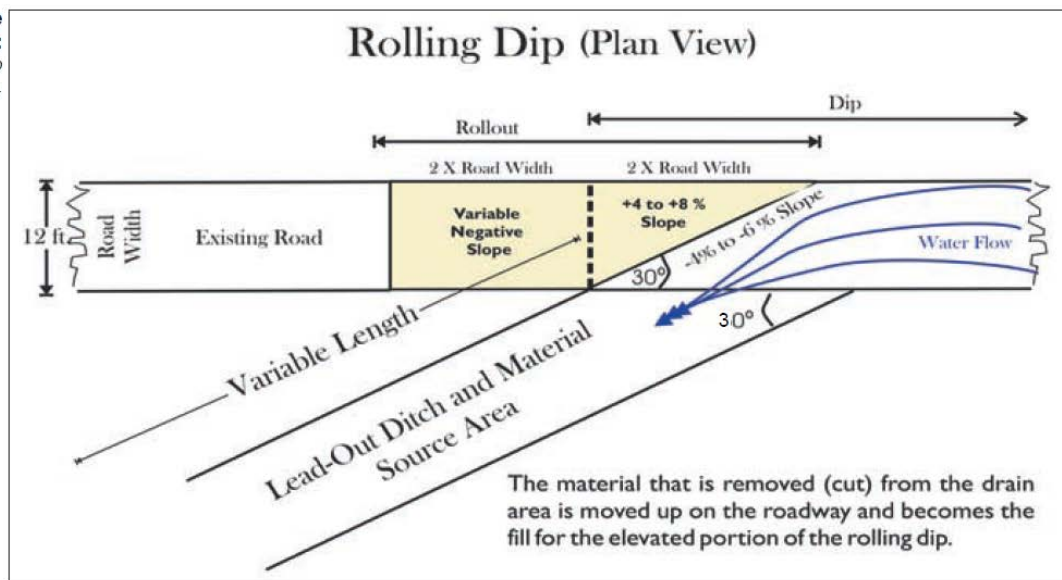 Rolling Dip (Plan View)
Dip
Rollout
2 X Road Width
2 X Road Width
12 ft.
Road
Width
Existing Road
Variable
Negative
Slope
+4 to +8 %
Slope
-4% to -6 % Slope
Water Flow
30°
30°
Variable Length
Lead-Out Ditch and Material
Source Area
The material that is removed (cut) from the drain
area is moved up on the roadway and becomes the
fill for the elevated portion of the rolling dip.